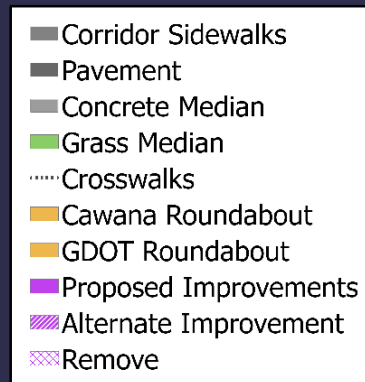 Corridor Sidewalks
Pavement
Concrete Median
Grass Median
Crosswalks
Cawana Roundabout
GDOT Roundabout
Proposed Improvements
Alternate Improvement
Remove